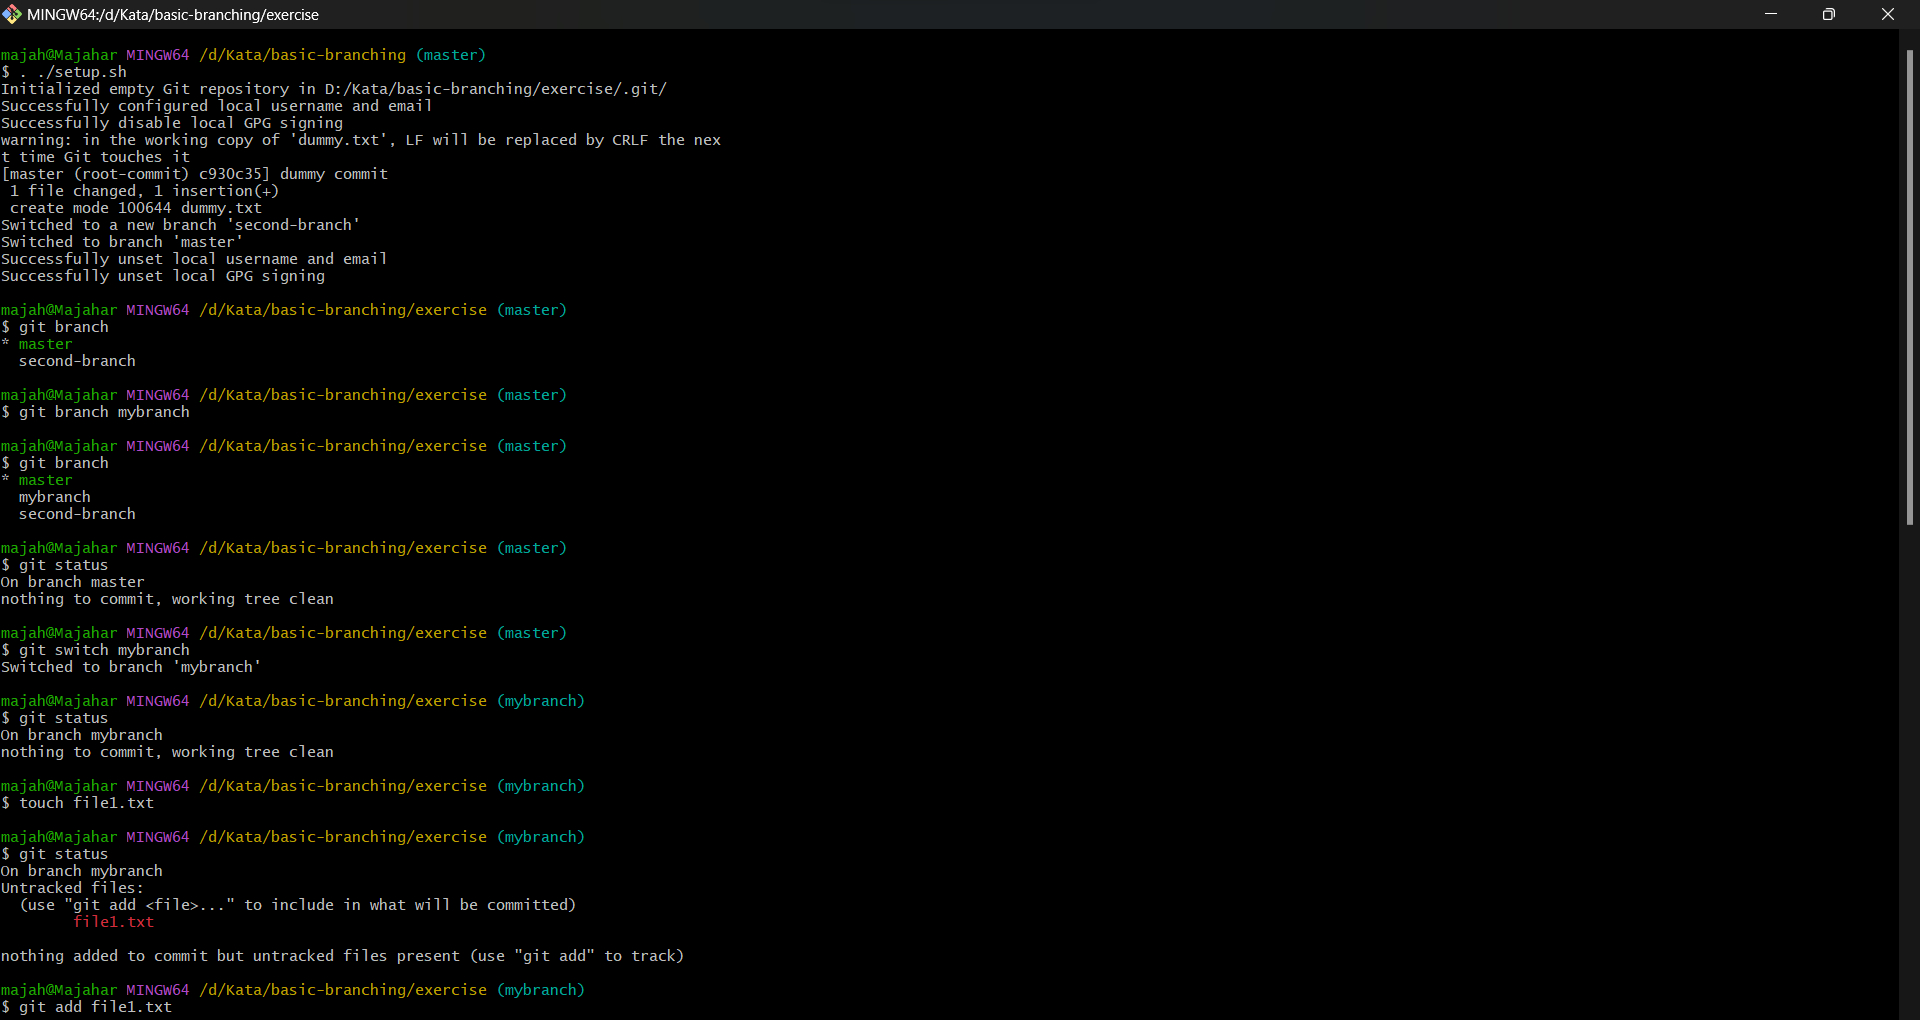 MINGW64:/d/Kata/basic-branching/exercise
majah@Majahar MINGW64 /d/Kata/basic-branching (master)
$ . ./setup.sh
Initialized empty Git repository in D:/Kata/basic-branching/exercise/.git/
Successfully configured local username and email
Successfully disable local GPG signing
warning: in the working copy of 'dummy.txt', LF will be replaced by CRLF the nex
t time Git touches it
[master (root-commit) c930c35] dummy commit
 1 file changed, 1 insertion(+)
 create mode 100644 dummy.txt
Switched to a new branch 'second-branch'
Switched to branch 'master'
Successfully unset local username and email
Successfully unset local GPG signing

majah@Majahar MINGW64 /d/Kata/basic-branching/exercise (master)
$ git branch
* master
  second-branch

majah@Majahar MINGW64 /d/Kata/basic-branching/exercise (master)
$ git branch mybranch

majah@Majahar MINGW64 /d/Kata/basic-branching/exercise (master)
$ git branch
* master
  mybranch
  second-branch

majah@Majahar MINGW64 /d/Kata/basic-branching/exercise (master)
$ git status
On branch master
nothing to commit, working tree clean

majah@Majahar MINGW64 /d/Kata/basic-branching/exercise (master)
$ git switch mybranch
Switched to branch 'mybranch'

majah@Majahar MINGW64 /d/Kata/basic-branching/exercise (mybranch)
$ git status
On branch mybranch
nothing to commit, working tree clean

majah@Majahar MINGW64 /d/Kata/basic-branching/exercise (mybranch)
$ touch file1.txt

majah@Majahar MINGW64 /d/Kata/basic-branching/exercise (mybranch)
$ git status
On branch mybranch
Untracked files:
  (use "git add <file>..." to include in what will be committed)
        file1.txt

nothing added to commit but untracked files present (use "git add" to track)

majah@Majahar MINGW64 /d/Kata/basic-branching/exercise (mybranch)
$ git add file1.txt